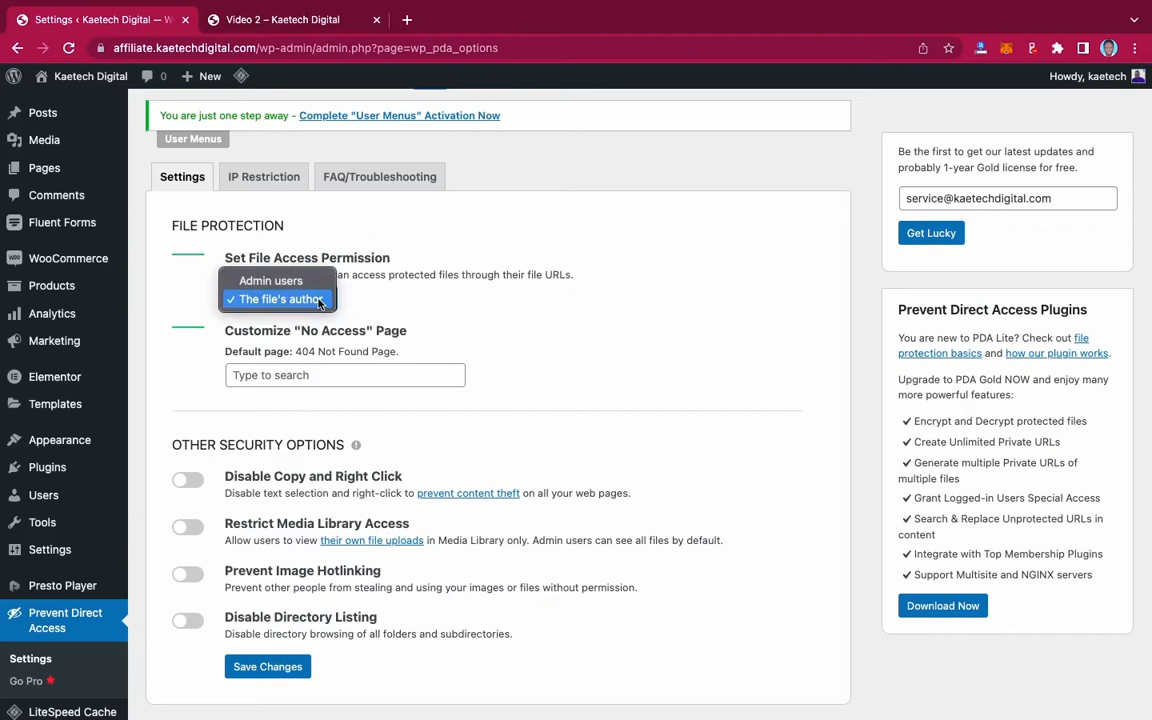 Settings ‹ Kaetech Digital — W
Video 2 – Kaetech Digital
affiliate.kaetechdigital.com/wp-admin/admin.php?page=wp_pda_options
Kaetech Digital
0
New
Howdy, kaetech
Posts
Media
Pages
Comments
Fluent Forms
WooCommerce
Products
Analytics
Marketing
Elementor
Templates
Appearance
Plugins
Users
Tools
Settings
Presto Player
Prevent Direct
Access
Settings
Go Pro
LiteSpeed Cache
You are just one step away - Complete "User Menus" Activation Now
User Menus
Settings
IP Restriction
FAQ/Troubleshooting
FILE PROTECTION
Set File Access Permission
an access protected files through their file URLs.
Admin users
✓ The file's author
Customize "No Access" Page
Default page: 404 Not Found Page.
Type to search
OTHER SECURITY OPTIONS
Disable Copy and Right Click
Disable text selection and right-click to prevent content theft on all your web pages.
Restrict Media Library Access
Allow users to view their own file uploads in Media Library only. Admin users can see all files by default.
Prevent Image Hotlinking
Prevent other people from stealing and using your images or files without permission.
Disable Directory Listing
Disable directory browsing of all folders and subdirectories.
Save Changes
Be the first to get our latest updates and
probably 1-year Gold license for free.
service@kaetechdigital.com
Get Lucky
Prevent Direct Access Plugins
You are new to PDA Lite? Check out file
protection basics and how our plugin works.
Upgrade to PDA Gold NOW and enjoy many
more powerful features:
✓ Encrypt and Decrypt protected files
✓ Create Unlimited Private URLs
✓ Generate multiple Private URLs of
multiple files
✓ Grant Logged-in Users Special Access
✓ Search & Replace Unprotected URLs in
content
✓ Integrate with Top Membership Plugins
✓ Support Multisite and NGINX servers
Download Now